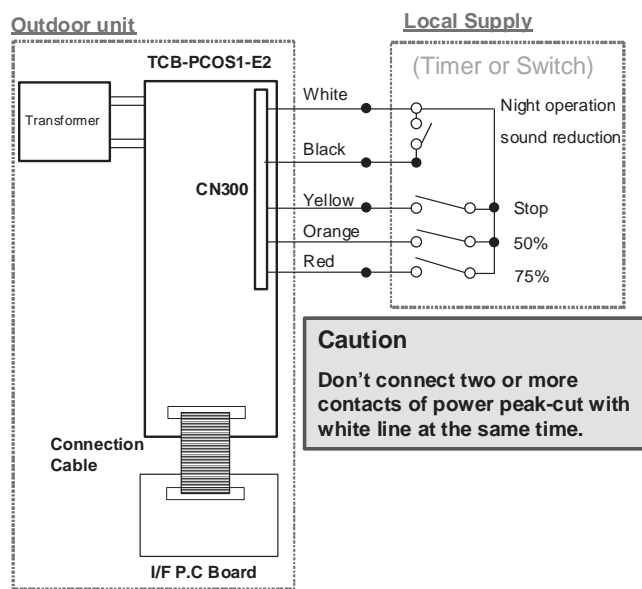 Outdoor unit
Local Supply
TCB-PCOS1-E2
(Timer or Switch)
Transformer
White
Night operation
sound reduction
Black
CN300
Yellow
Stop
Orange
50%
Red
75%
Caution
Don’t connect two or more
contacts of power peak-cut with
white line at the same time.
Connection
Cable
I/F P.C Board